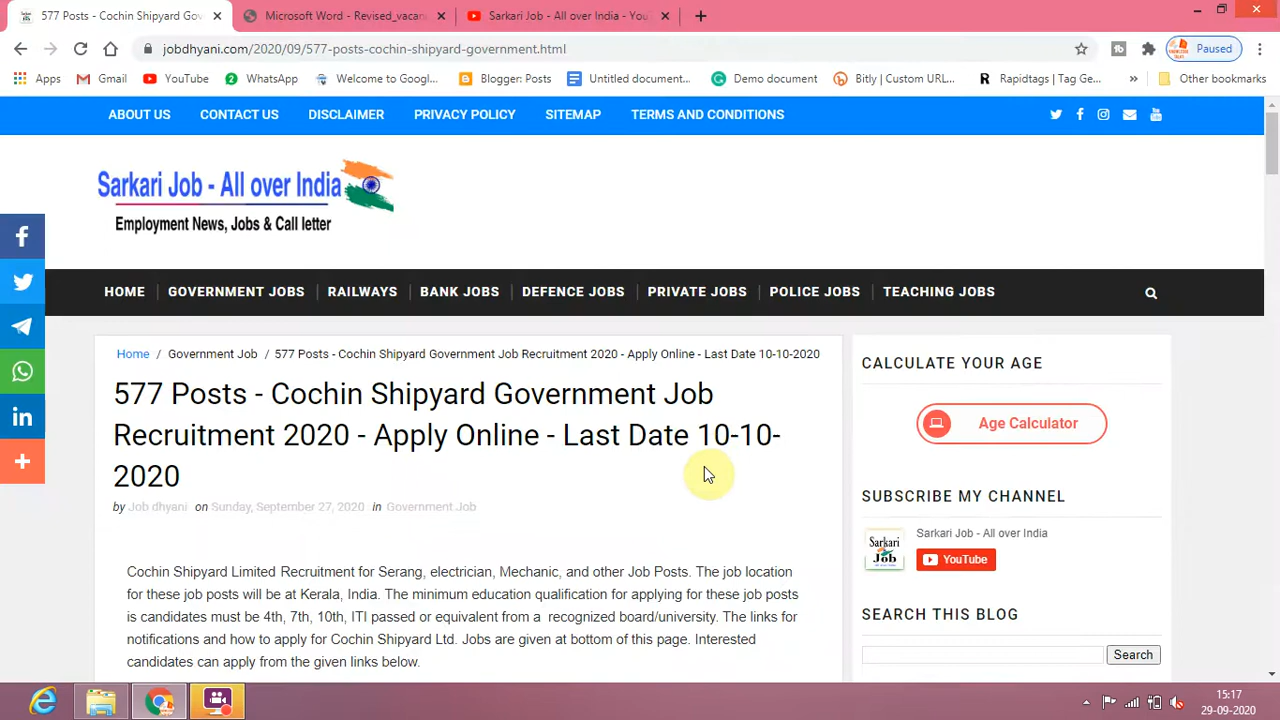 577 Posts - Cochin Shipyard Gov
Microsoft Word - Revised_vacan
Sarkari Job - All over India - You
jobdhyani.com/2020/09/577-posts-cochin-shipyard-government.html
Paused
Apps
Gmail
YouTube
2
WhatsApp
Welcome to Googl...
Blogger: Posts
Untitled document...
Demo document
Bitly | Custom URL...
R
Rapidtags | Tag Ge...
»
Other bookmarks
ABOUT US
CONTACT US
DISCLAIMER
PRIVACY POLICY
SITEMAP
TERMS AND CONDITIONS
Sarkari Job - All over India
Employment News, Jobs & Call letter
HOME
GOVERNMENT JOBS
RAILWAYS
BANK JOBS
DEFENCE JOBS
PRIVATE JOBS
POLICE JOBS
TEACHING JOBS
Home / Government Job / 577 Posts - Cochin Shipyard Government Job Recruitment 2020 - Apply Online - Last Date 10-10-2020
577 Posts - Cochin Shipyard Government Job
Recruitment 2020 - Apply Online - Last Date 10-10-
2020
by Job dhyani on Sunday, September 27, 2020 in Government Job
Cochin Shipyard Limited Recruitment for Serang, electrician, Mechanic, and other Job Posts. The job location
for these job posts will be at Kerala, India. The minimum education qualification for applying for these job posts
is candidates must be 4th, 7th, 10th, ITI passed or equivalent from a recognized board/university. The links for
notifications and how to apply for Cochin Shipyard Ltd. Jobs are given at bottom of this page. Interested
candidates can apply from the given links below.
CALCULATE YOUR AGE
Age Calculator
SUBSCRIBE MY CHANNEL
Sarkari Job
Sarkari Job - All over India
YouTube
SEARCH THIS BLOG
Search
15:17
29-09-2020